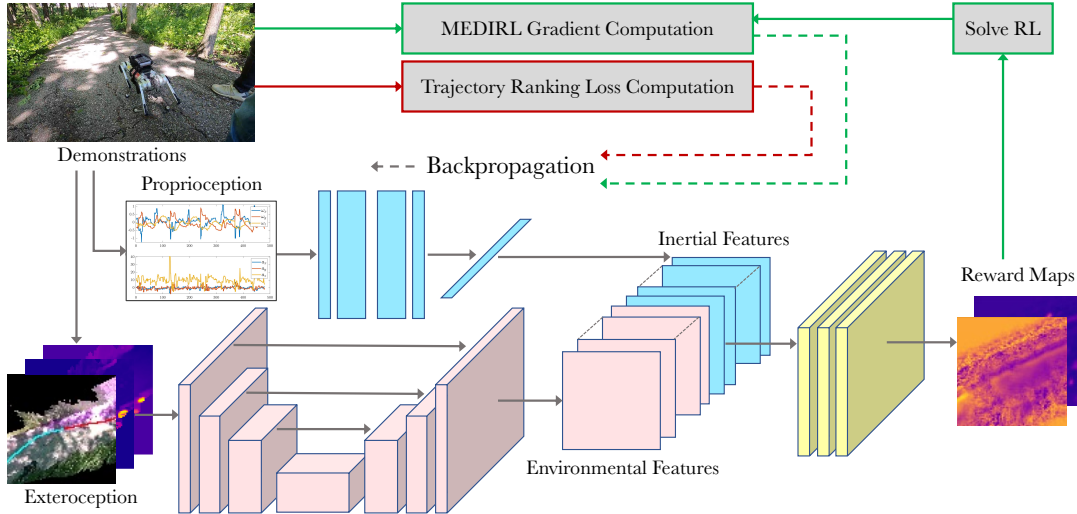 MEDIRL Gradient Computation
Solve RL
Trajectory Ranking Loss Computation
Demonstrations
Backpropagation
Proprioception
Inertial Features
Reward Maps
Environmental Features
Exteroception